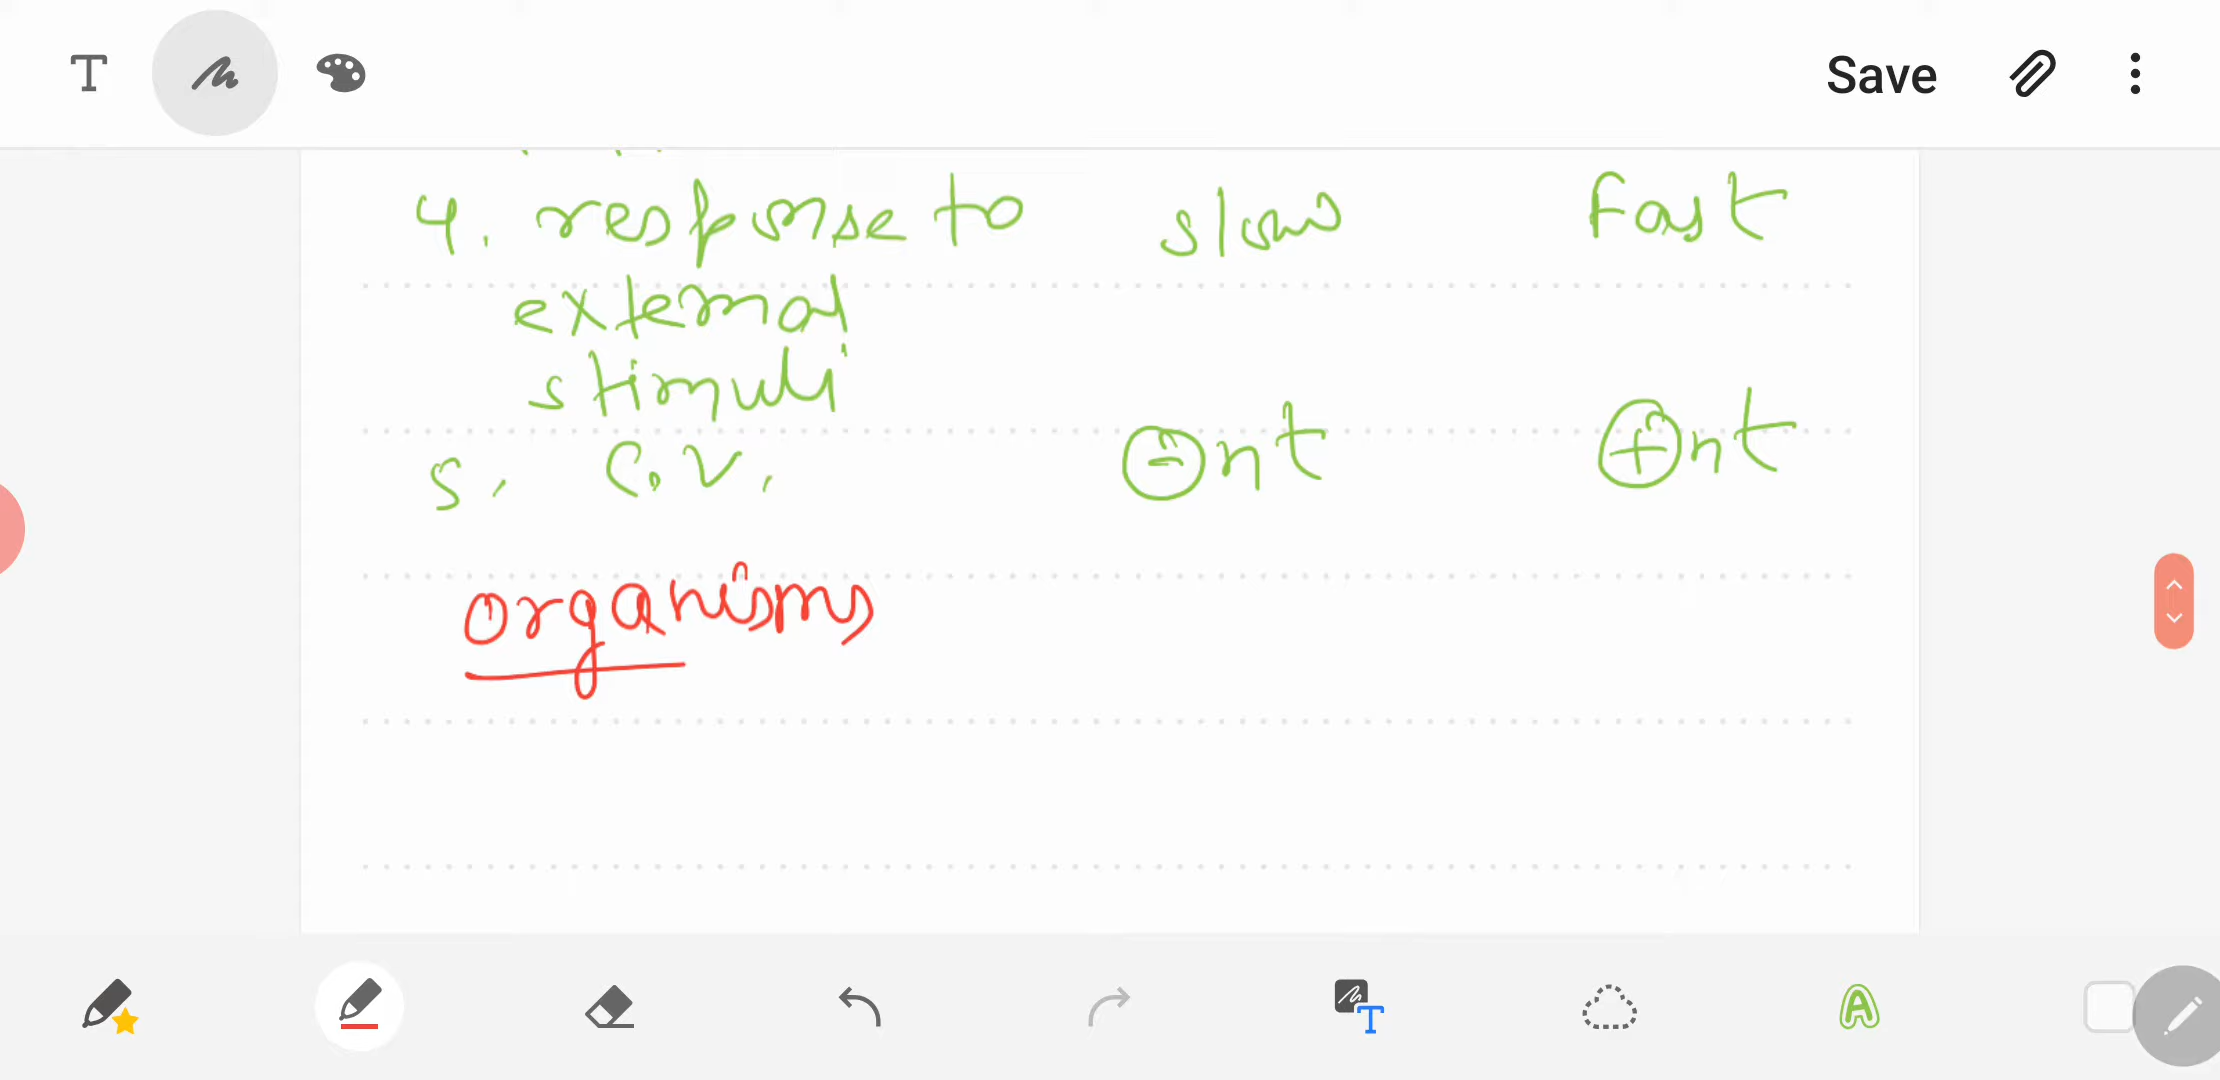 Save
4. response to slow Fast
external
stimuli
5. C.V. ⊖nt ⊕nt
organisms